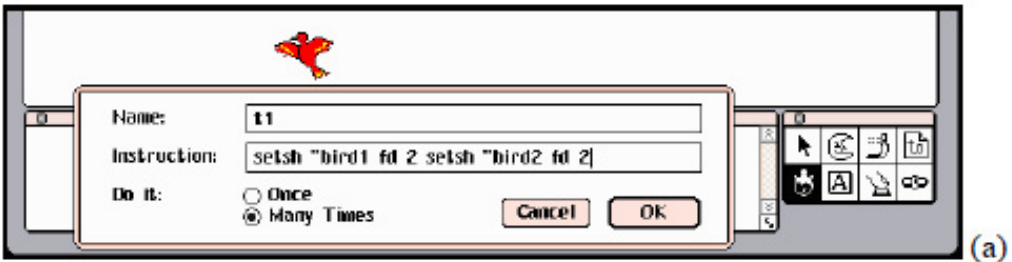 Name: t1
Instruction: setsh "bird1 fd 2 setsh "bird2 fd 2
Do it: Once
Many Times
Cancel OK
A
(a)